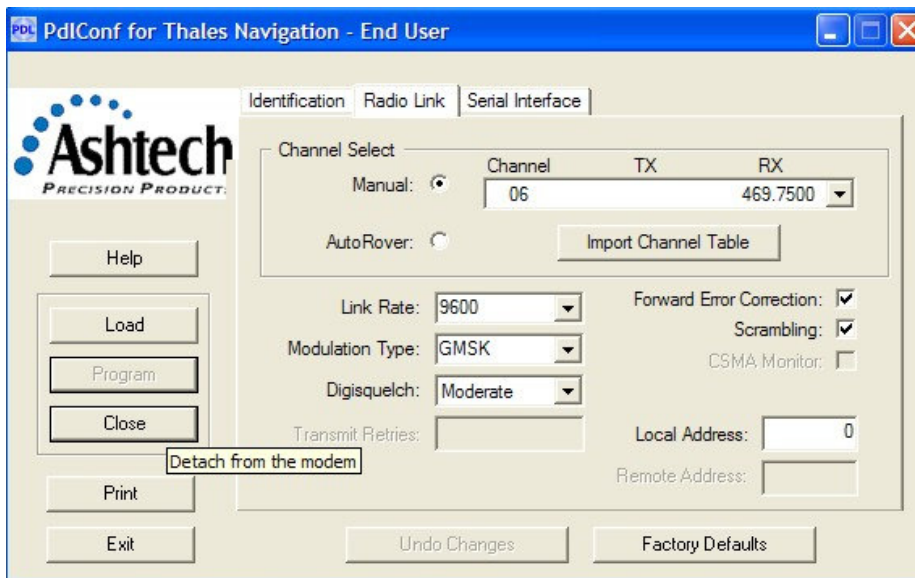 PDL PdlConf for Thales Navigation - End User
Ashtech
PRECISION PRODUCT
Identification Radio Link Serial Interface
Channel Select
Channel TX RX
Manual: 06 469.7500
AutoRover: Import Channel Table
Help
Load
Program
Close
Detach from the modem
Print
Exit
Link Rate: 9600
Modulation Type: GMSK
Digisquelch: Moderate
Transmit Retries:
Forward Error Correction:
Scrambling:
CSMA Monitor:
Local Address: 0
Remote Address:
Undo Changes Factory Defaults